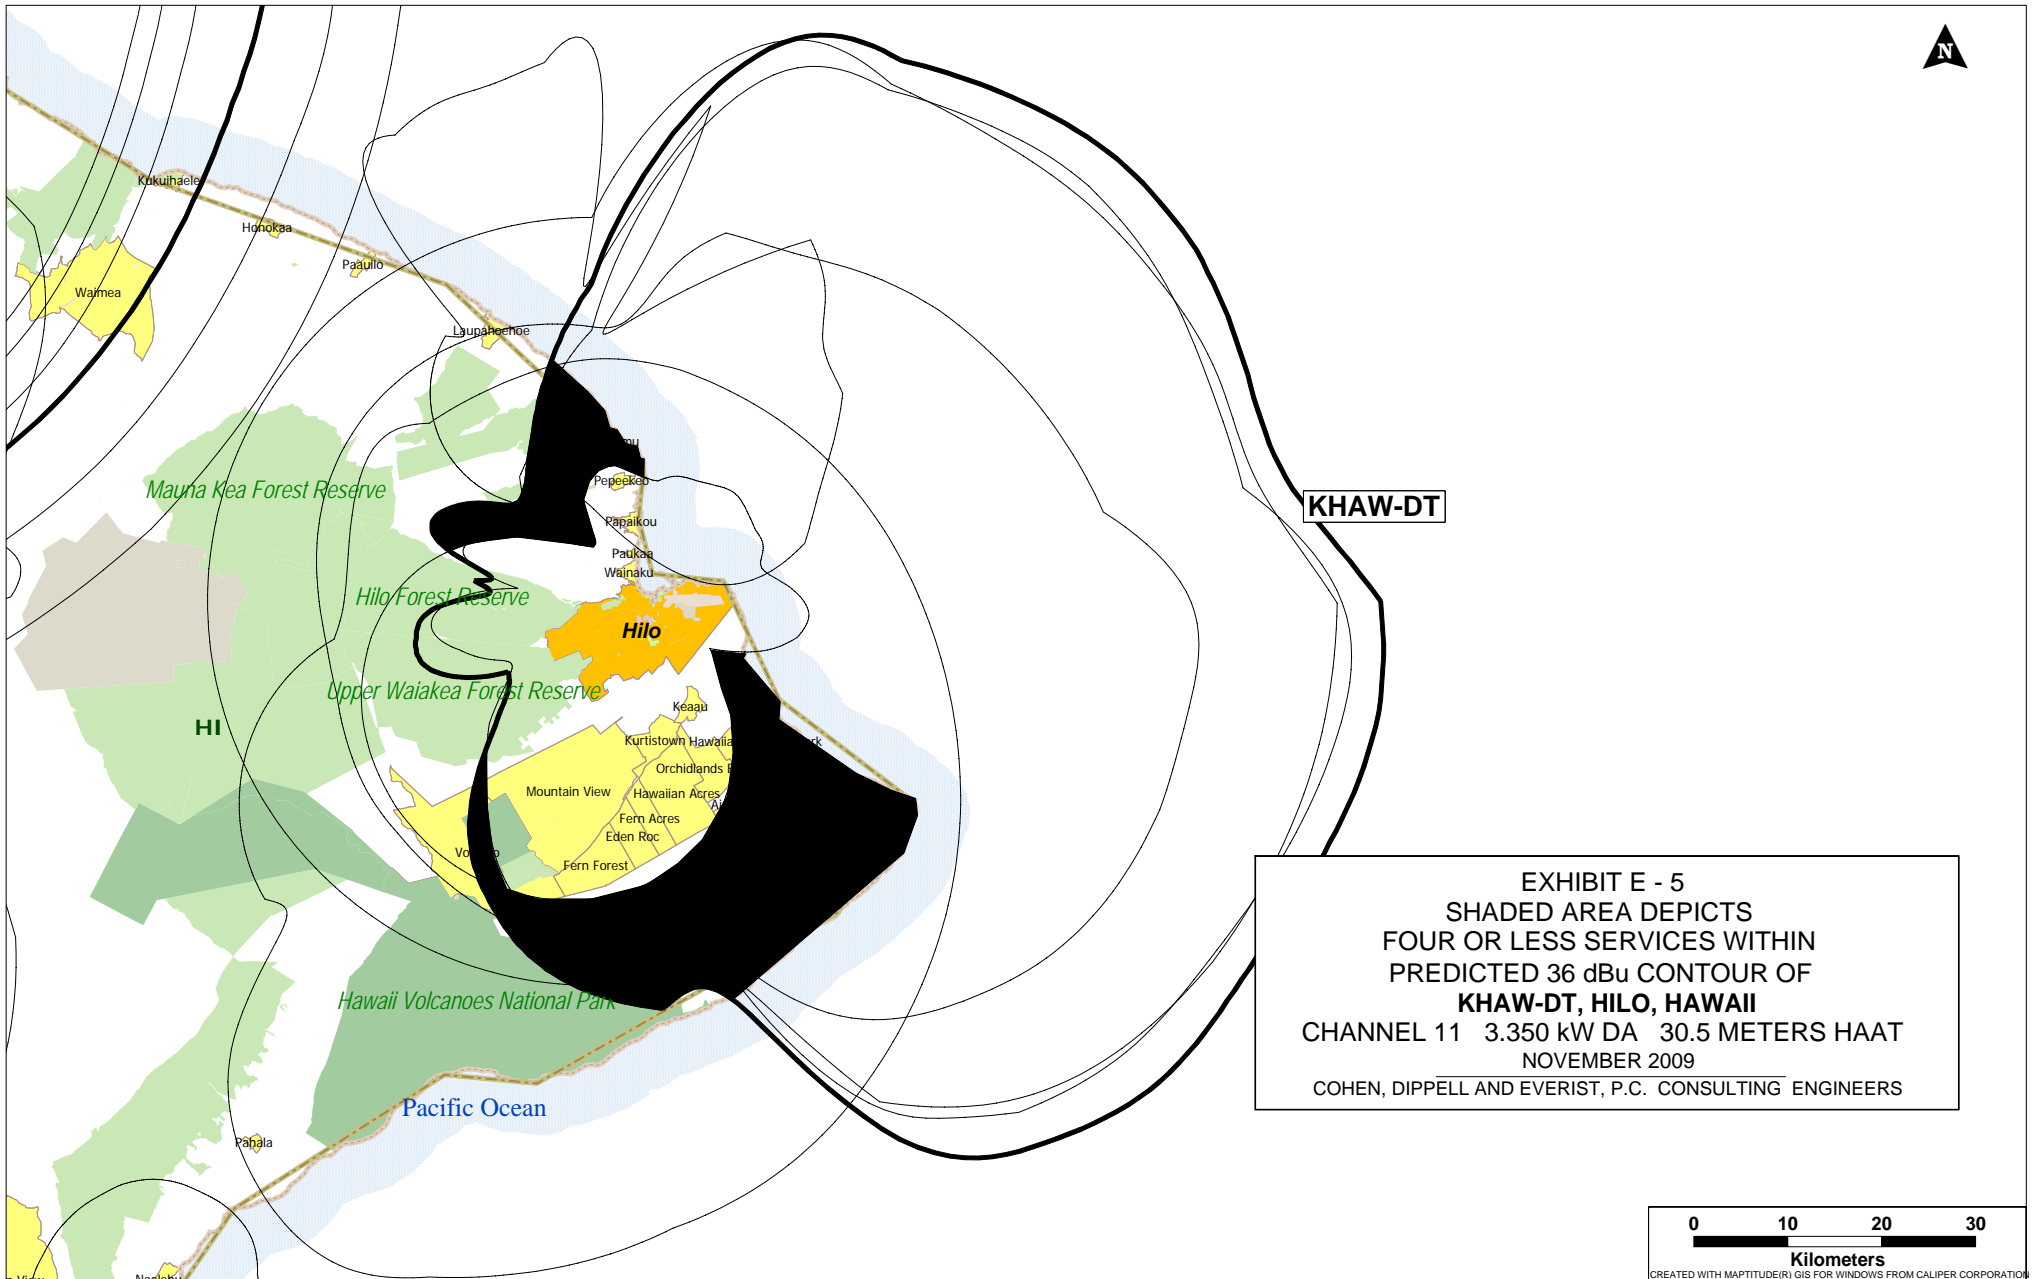 N
Kukuihaele
Honokaa
Paauilo
Waimea
Laupahoehoe
mu
Mauna Kea Forest Reserve
Pepeekeo
KHAW-DT
Papaikou
Paukaa
Wainaku
Hilo Forest Reserve
Hilo
Upper Waiakea Forest Reserve
Keaau
HI
Kurtistown
Hawaiia
rk
Orchidlands E
Mountain View
Hawaiian Acres
Ai
Fern Acres
Eden Roc
Vo o
Fern Forest
EXHIBIT E - 5
SHADED AREA DEPICTS
FOUR OR LESS SERVICES WITHIN
PREDICTED 36 dBu CONTOUR OF
KHAW-DT, HILO, HAWAII
CHANNEL 11 3.350 kW DA 30.5 METERS HAAT
NOVEMBER 2009
COHEN, DIPPELL AND EVERIST, P.C. CONSULTING ENGINEERS
Hawaii Volcanoes National Park
Pacific Ocean
Pahala
0 10 20 30
Kilometers
CREATED WITH MAPTITUDE(R) GIS FOR WINDOWS FROM CALIPER CORPORATION